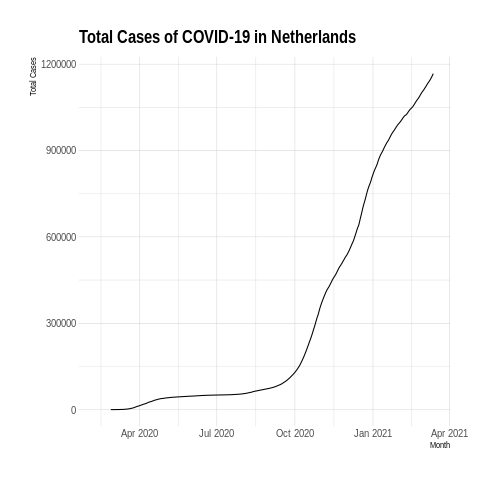 Total Cases of COVID-19 in Netherlands
Total Cases
1200000
900000
600000
300000
0
Apr 2020 Jul 2020 Oct 2020 Jan 2021 Apr 2021
Month